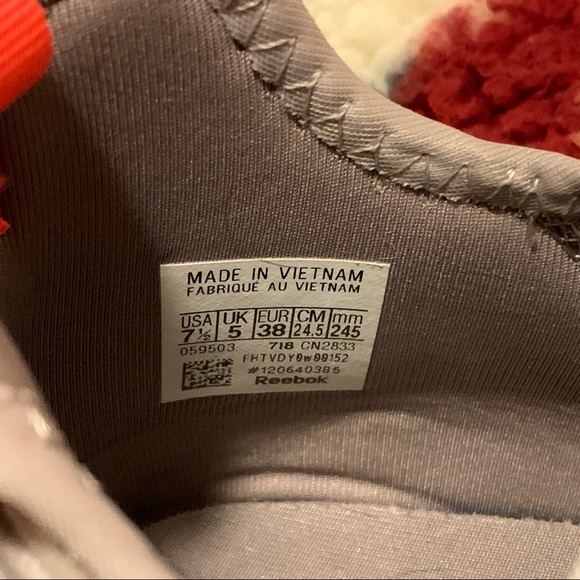 MADE IN VIETNAM
FABRIQUÉ AU VIETNAM
USA UK EUR CM mm
7½ 5 38 24.5 245
059503 718 CN2833
FHTVDY0w00152
#120640385
Reebok